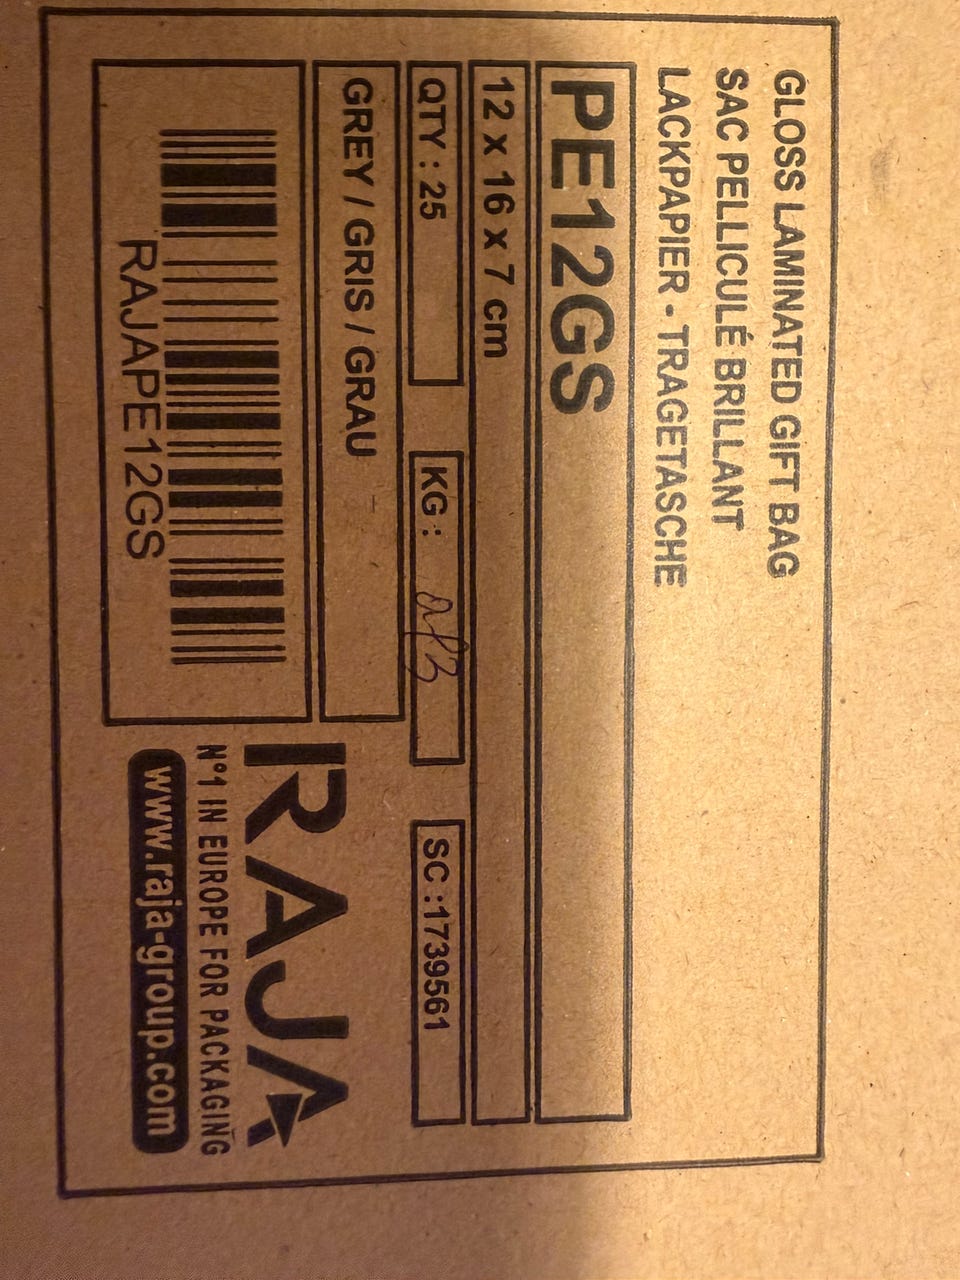 GLOSS LAMINATED GIFT BAG
SAC PELLICULÉ BRILLANT
LACKPAPIER - TRAGETASCHE
PE12GS
12 x 16 x 7 cm
QTY : 25 KG : SC :1739561
GREY / GRIS / GRAU
RAJAPE12GS
RAJA
N°1 IN EUROPE FOR PACKAGING
www.raja-group.com